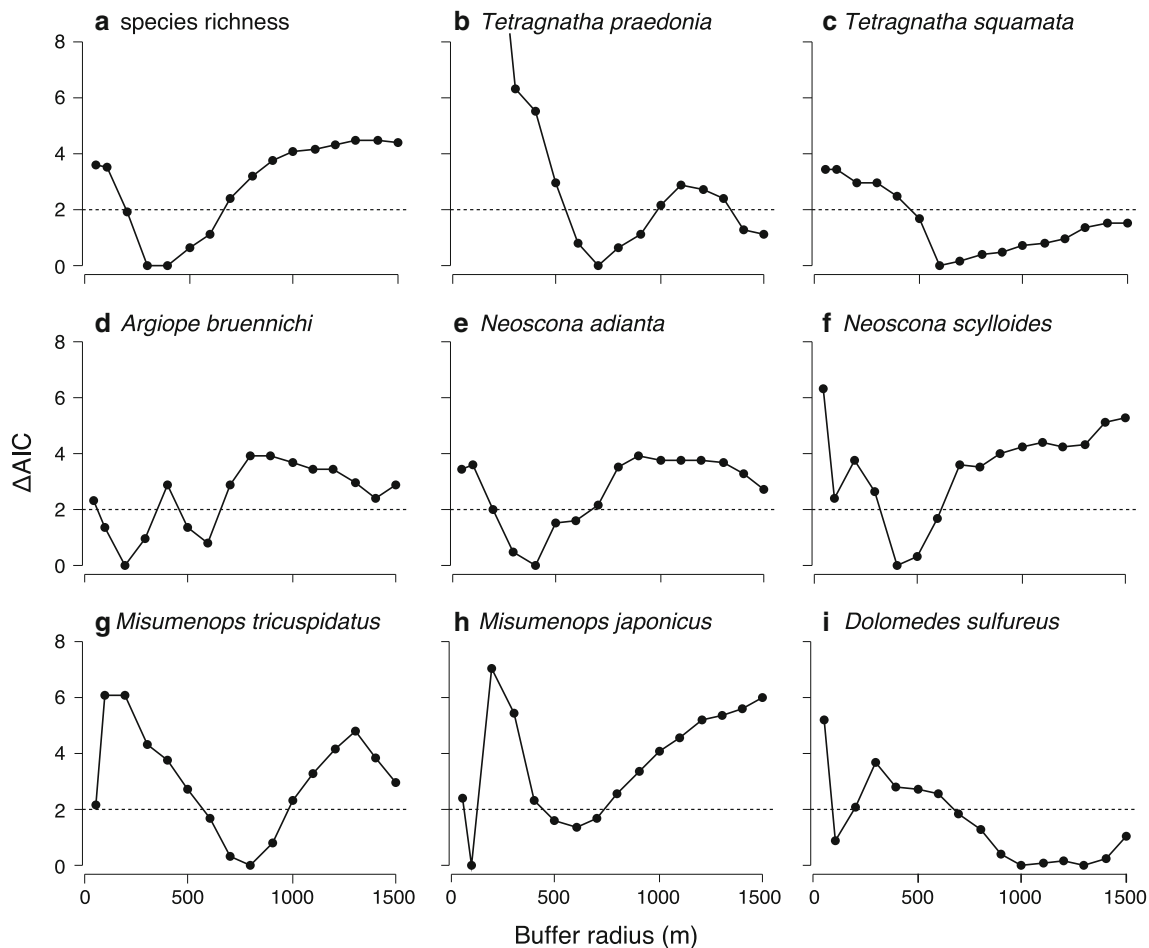 a species richness
b Tetragnatha praedonia
c Tetragnatha squamata
8
6
4
2
0
d Argiope bruennichi
e Neoscona adianta
f Neoscona scylloides
8
6
4
2
0
ΔAIC
g Misumenops tricuspidatus
h Misumenops japonicus
i Dolomedes sulfureus
8
6
4
2
0
0 500 1000 1500
0 500 1000 1500
0 500 1000 1500
Buffer radius (m)